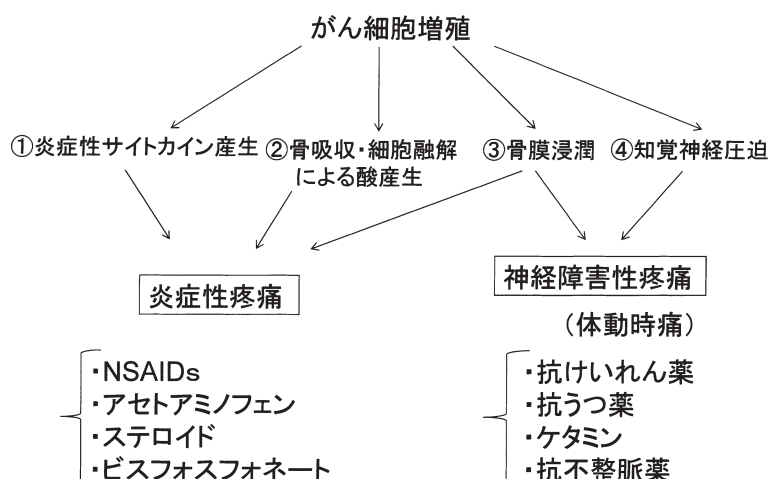 がん細胞増殖
①炎症性サイトカイン産生
②骨吸収・細胞融解
による酸産生
③骨膜浸潤
④知覚神経圧迫
炎症性疼痛
神経障害性疼痛
（体動時痛）
・NSAIDs
・アセトアミノフェン
・ステロイド
・ビスフォスフォネート
・抗けいれん薬
・抗うつ薬
・ケタミン
・抗不整脈薬